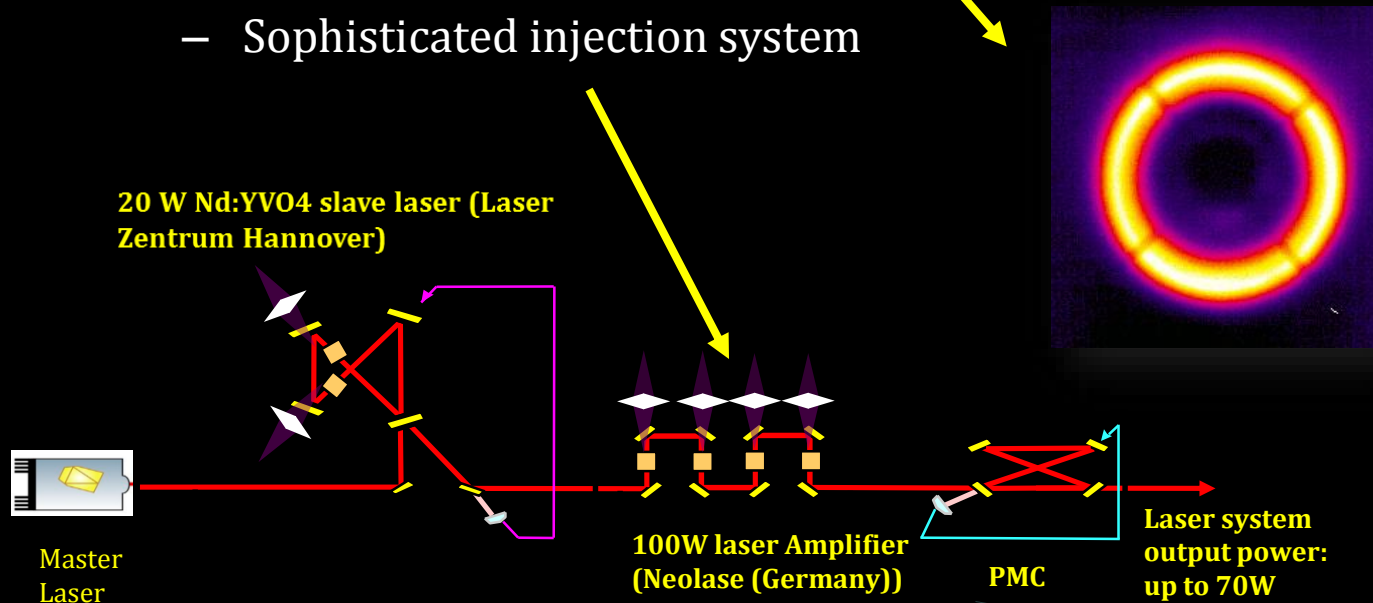 – Sophisticated injection system
20 W Nd:YVO4 slave laser (Laser
Zentrum Hannover)
Master
Laser
100W laser Amplifier
(Neolase (Germany))
PMC
Laser system
output power:
up to 70W